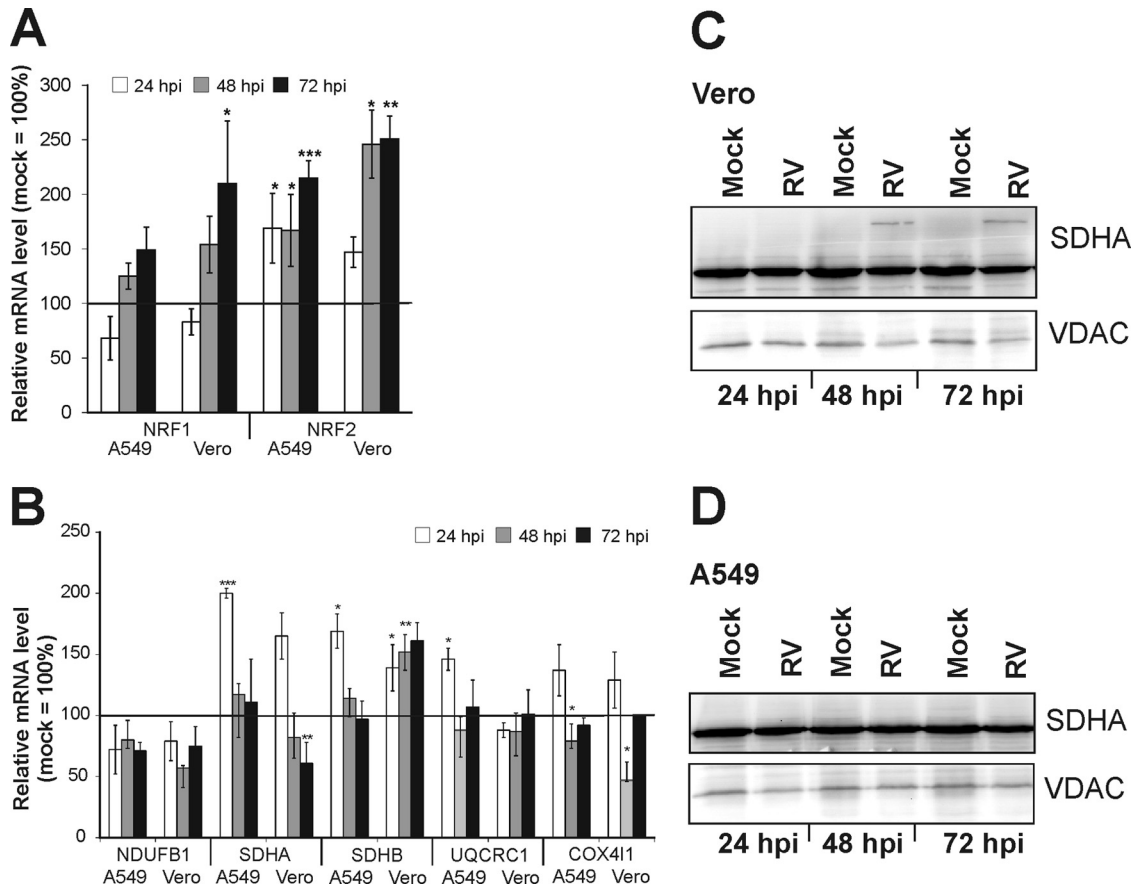 A
300
250
200
150
100
50
0
Relative mRNA level (mock = 100%)
24 hpi 48 hpi 72 hpi
* * * *** * **
NRF1 NRF2
A549 Vero A549 Vero
B
250
200
150
100
50
0
Relative mRNA level
(mock = 100%)
24 hpi 48 hpi 72 hpi
*** ** * * ** * * *
NDUFB1 SDHA SDHB UQCRC1 COX4I1
A549 Vero A549 Vero A549 Vero A549 Vero A549 Vero
C
Vero
Mock RV Mock RV Mock RV
SDHA
VDAC
24 hpi 48 hpi 72 hpi
D
A549
Mock RV Mock RV Mock RV
SDHA
VDAC
24 hpi 48 hpi 72 hpi